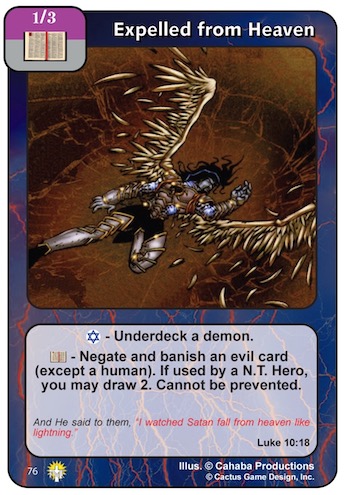 1/3
Expelled from Heaven
- Underdeck a demon.
- Negate and banish an evil card
(except a human). If used by a N.T. Hero,
you may draw 2. Cannot be prevented.
And He said to them, "I watched Satan fall from heaven like
lightning."
Luke 10:18
76
Illus. © Cahaba Productions
© Cactus Game Design, Inc.